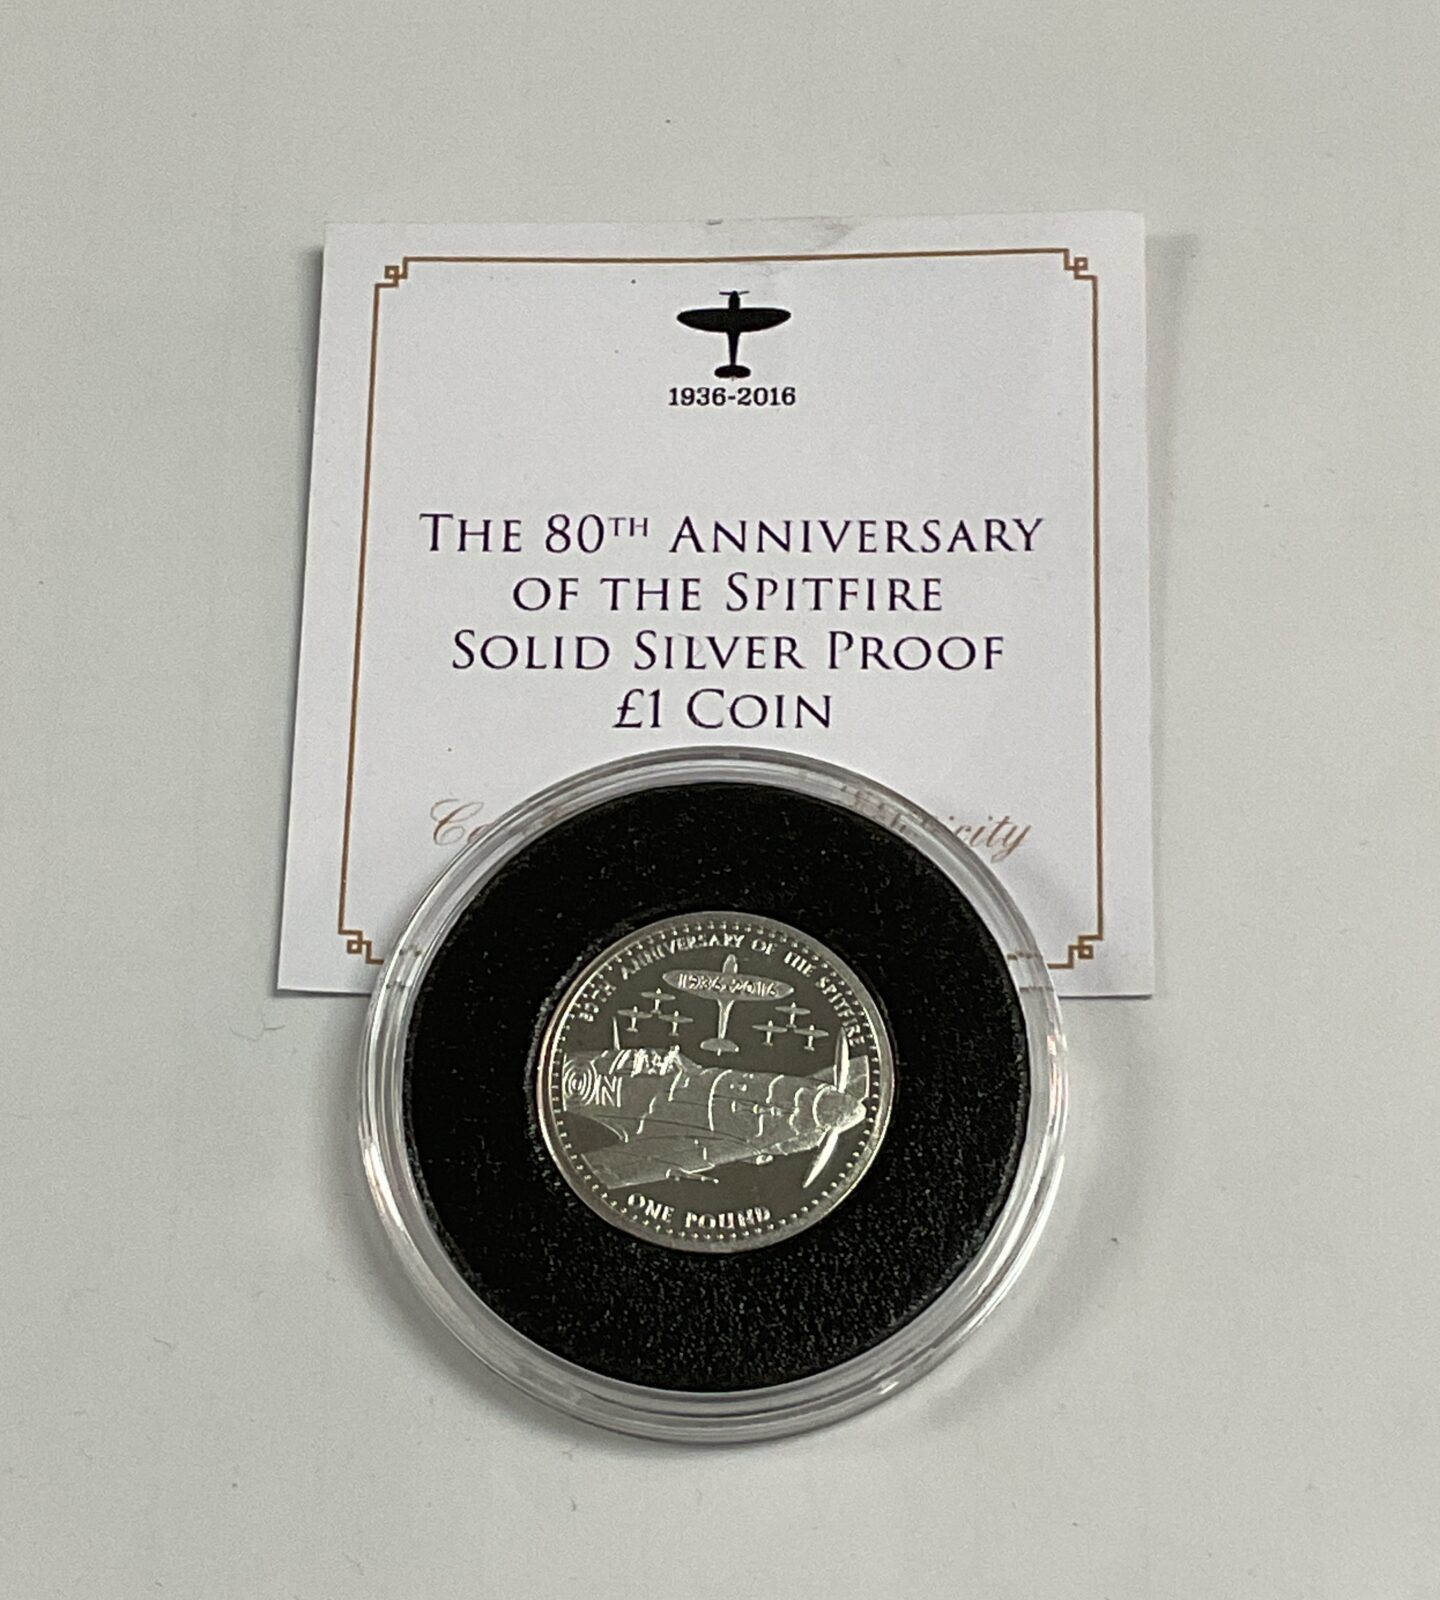 1936-2016
THE 80TH ANNIVERSARY
OF THE SPITFIRE
SOLID SILVER PROOF
£1 COIN
80TH ANNIVERSARY OF THE SPITFIRE
1936-2016
N
ONE POUND